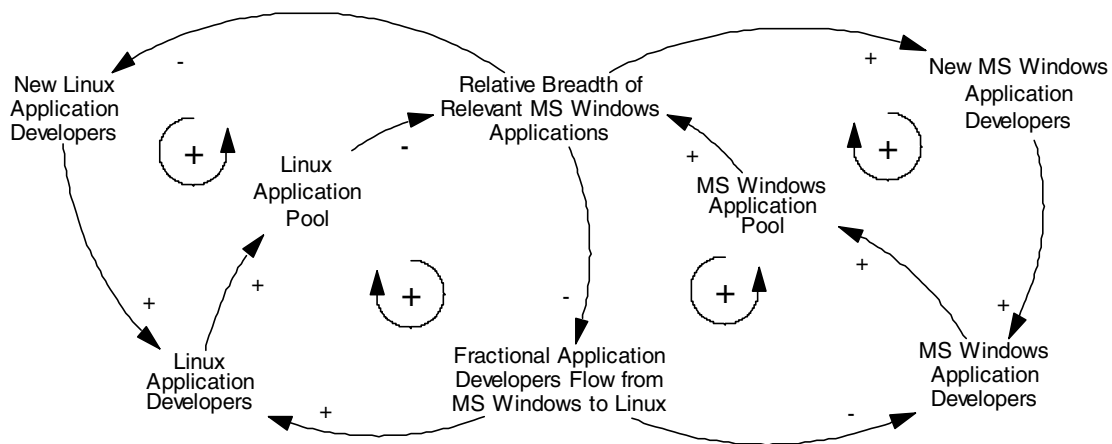 New Linux
Application
Developers
-
Relative Breadth of
Relevant MS Windows
Applications
+
New MS Windows
Application
Developers
+
Linux
Application
Pool
-
+
MS Windows
Application
Pool
+
+
+
+
-
+
+
+
Linux
Application
Developers
+
Fractional Application
Developers Flow from
MS Windows to Linux
-
MS Windows
Application
Developers